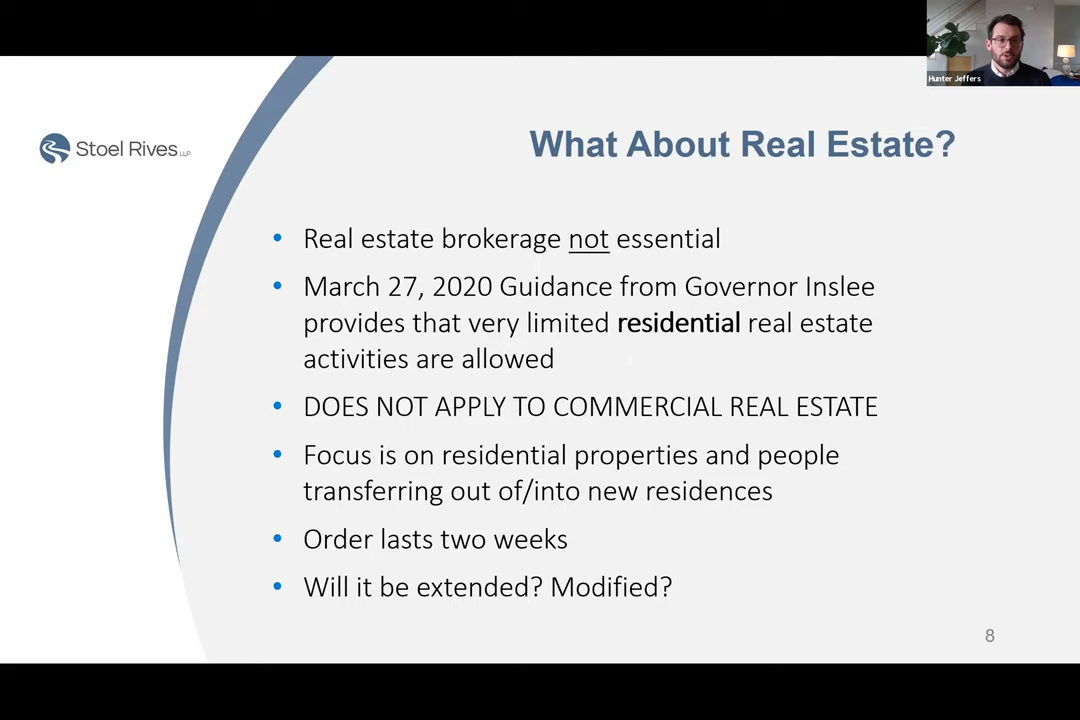 Hunter Jeffers
Stoel Rives LLP
What About Real Estate?
• Real estate brokerage not essential
• March 27, 2020 Guidance from Governor Inslee
provides that very limited residential real estate
activities are allowed
• DOES NOT APPLY TO COMMERCIAL REAL ESTATE
• Focus is on residential properties and people
transferring out of/into new residences
• Order lasts two weeks
• Will it be extended? Modified?
8